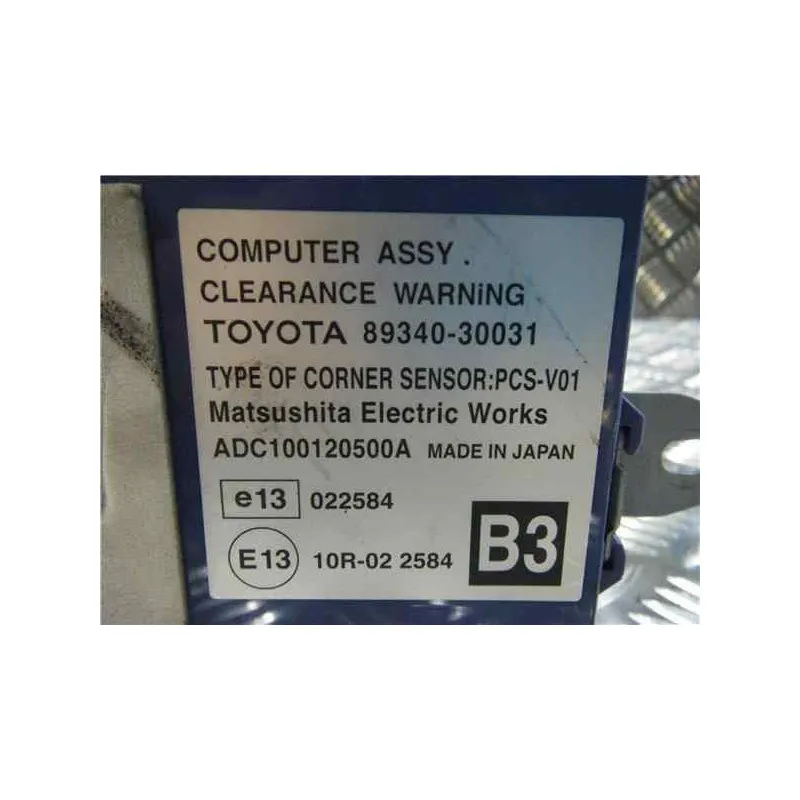 COMPUTER ASSY.
CLEARANCE WARNiNG
TOYOTA 89340-30031
TYPE OF CORNER SENSOR:PCS-V01
Matsushita Electric Works
ADC100120500A MADE IN JAPAN
e13 022584
E13 10R-02 2584
B3